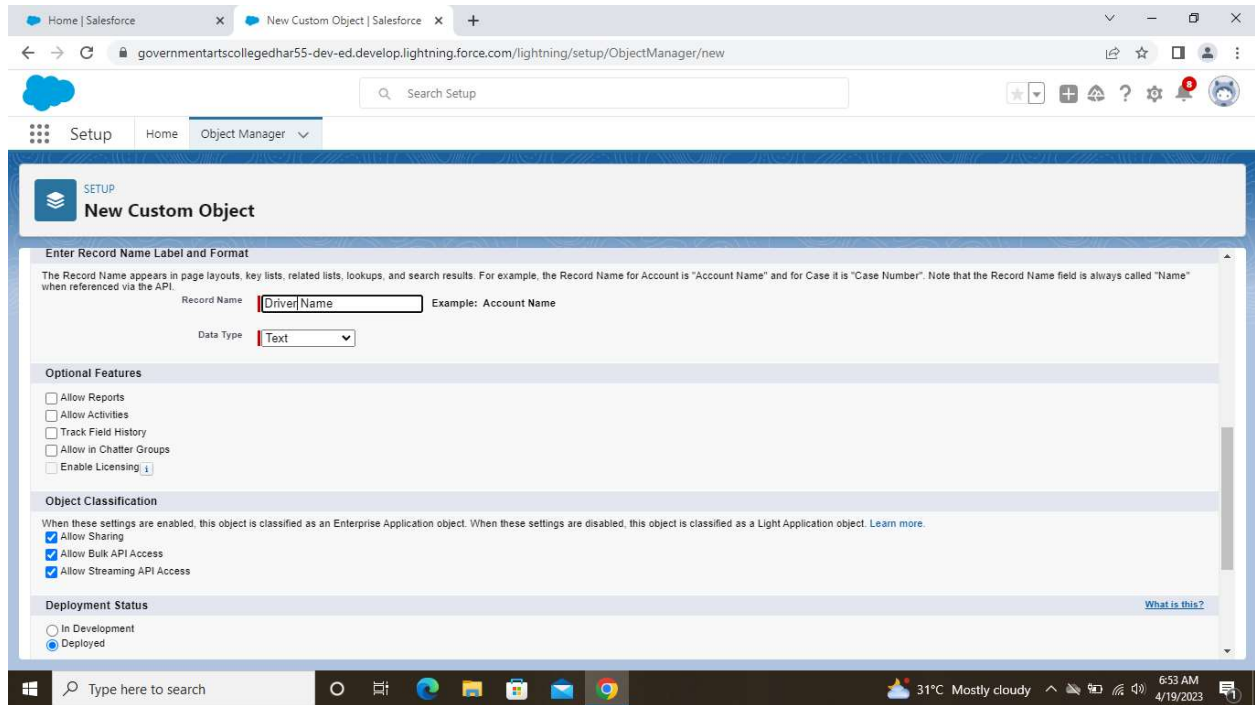 Home | Salesforce
New Custom Object | Salesforce
governmentartscollegedhar55-dev-ed.develop.lightning.force.com/lightning/setup/ObjectManager/new
Search Setup
8
Setup Home Object Manager
SETUP
New Custom Object
Enter Record Name Label and Format
The Record Name appears in page layouts, key lists, related lists, lookups, and search results. For example, the Record Name for Account is "Account Name" and for Case it is "Case Number". Note that the Record Name field is always called "Name"
when referenced via the API.
Record Name Driver Name Example: Account Name
Data Type Text
Optional Features
Allow Reports
Allow Activities
Track Field History
Allow in Chatter Groups
Enable Licensing i
Object Classification
When these settings are enabled, this object is classified as an Enterprise Application object. When these settings are disabled, this object is classified as a Light Application object. Learn more.
Allow Sharing
Allow Bulk API Access
Allow Streaming API Access
Deployment Status What is this?
In Development
Deployed
Type here to search
31°C Mostly cloudy
6:53 AM
4/19/2023
1